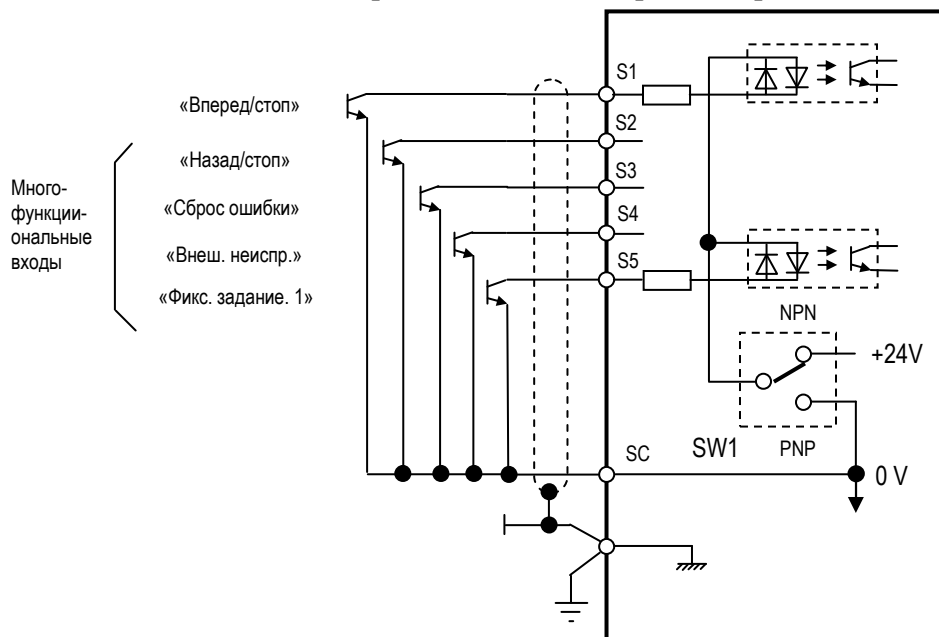 «Вперед/стоп»
«Назад/стоп»
«Сброс ошибки»
«Внеш. неиспр.»
«Фикс. задание. 1»
Много-
функци-
ональные
входы
S1
S2
S3
S4
S5
SC
NPN
+24V
SW1
PNP
0 V